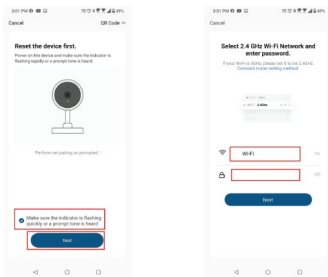 3:01 PM
49%
Cancel
QR Code
Reset the device first.
Power on the device and make sure the indicator is
flashing rapidly or a prompt tone is heard.
Perform net pairing as prompted.
Make sure the indicator is flashing
quickly or a prompt tone is heard
Next
3:01 PM
49%
Cancel
Select 2.4 GHz Wi-Fi Network and
enter password.
If your Wi-Fi is 5GHz, please set it to be 2.4GHz.
Common router setting method
Wi-Fi
Next